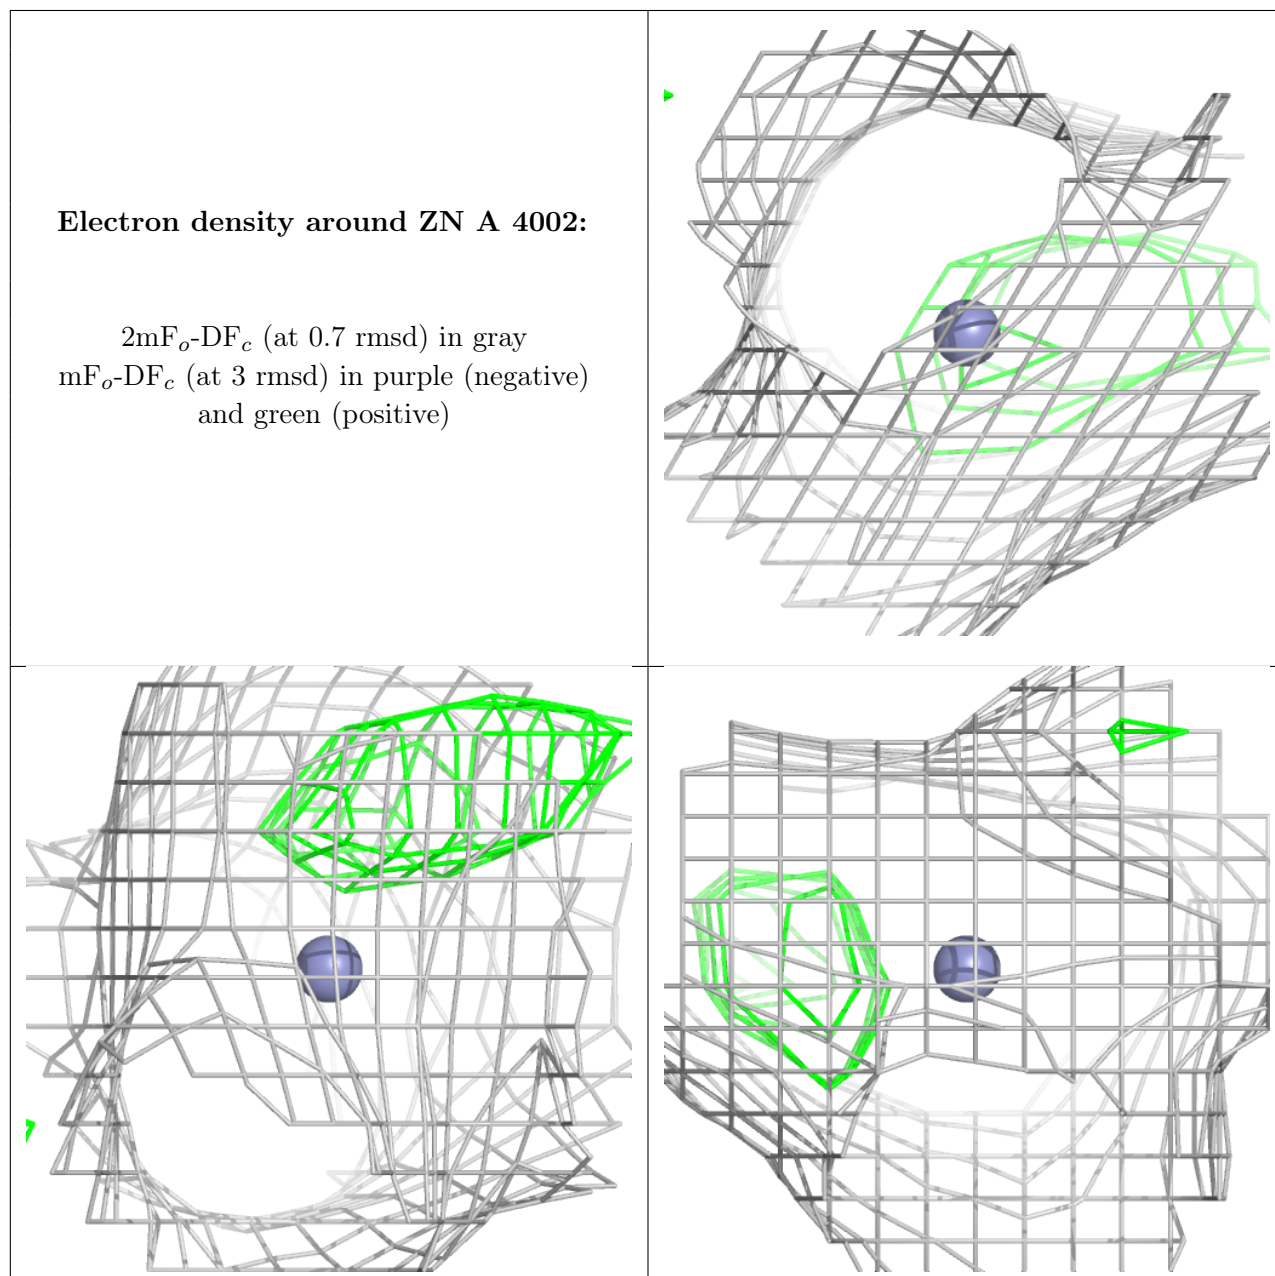 Electron density around ZN A 4002:
2mFo-DFc (at 0.7 rmsd) in gray
mFo-DFc (at 3 rmsd) in purple (negative)
and green (positive)